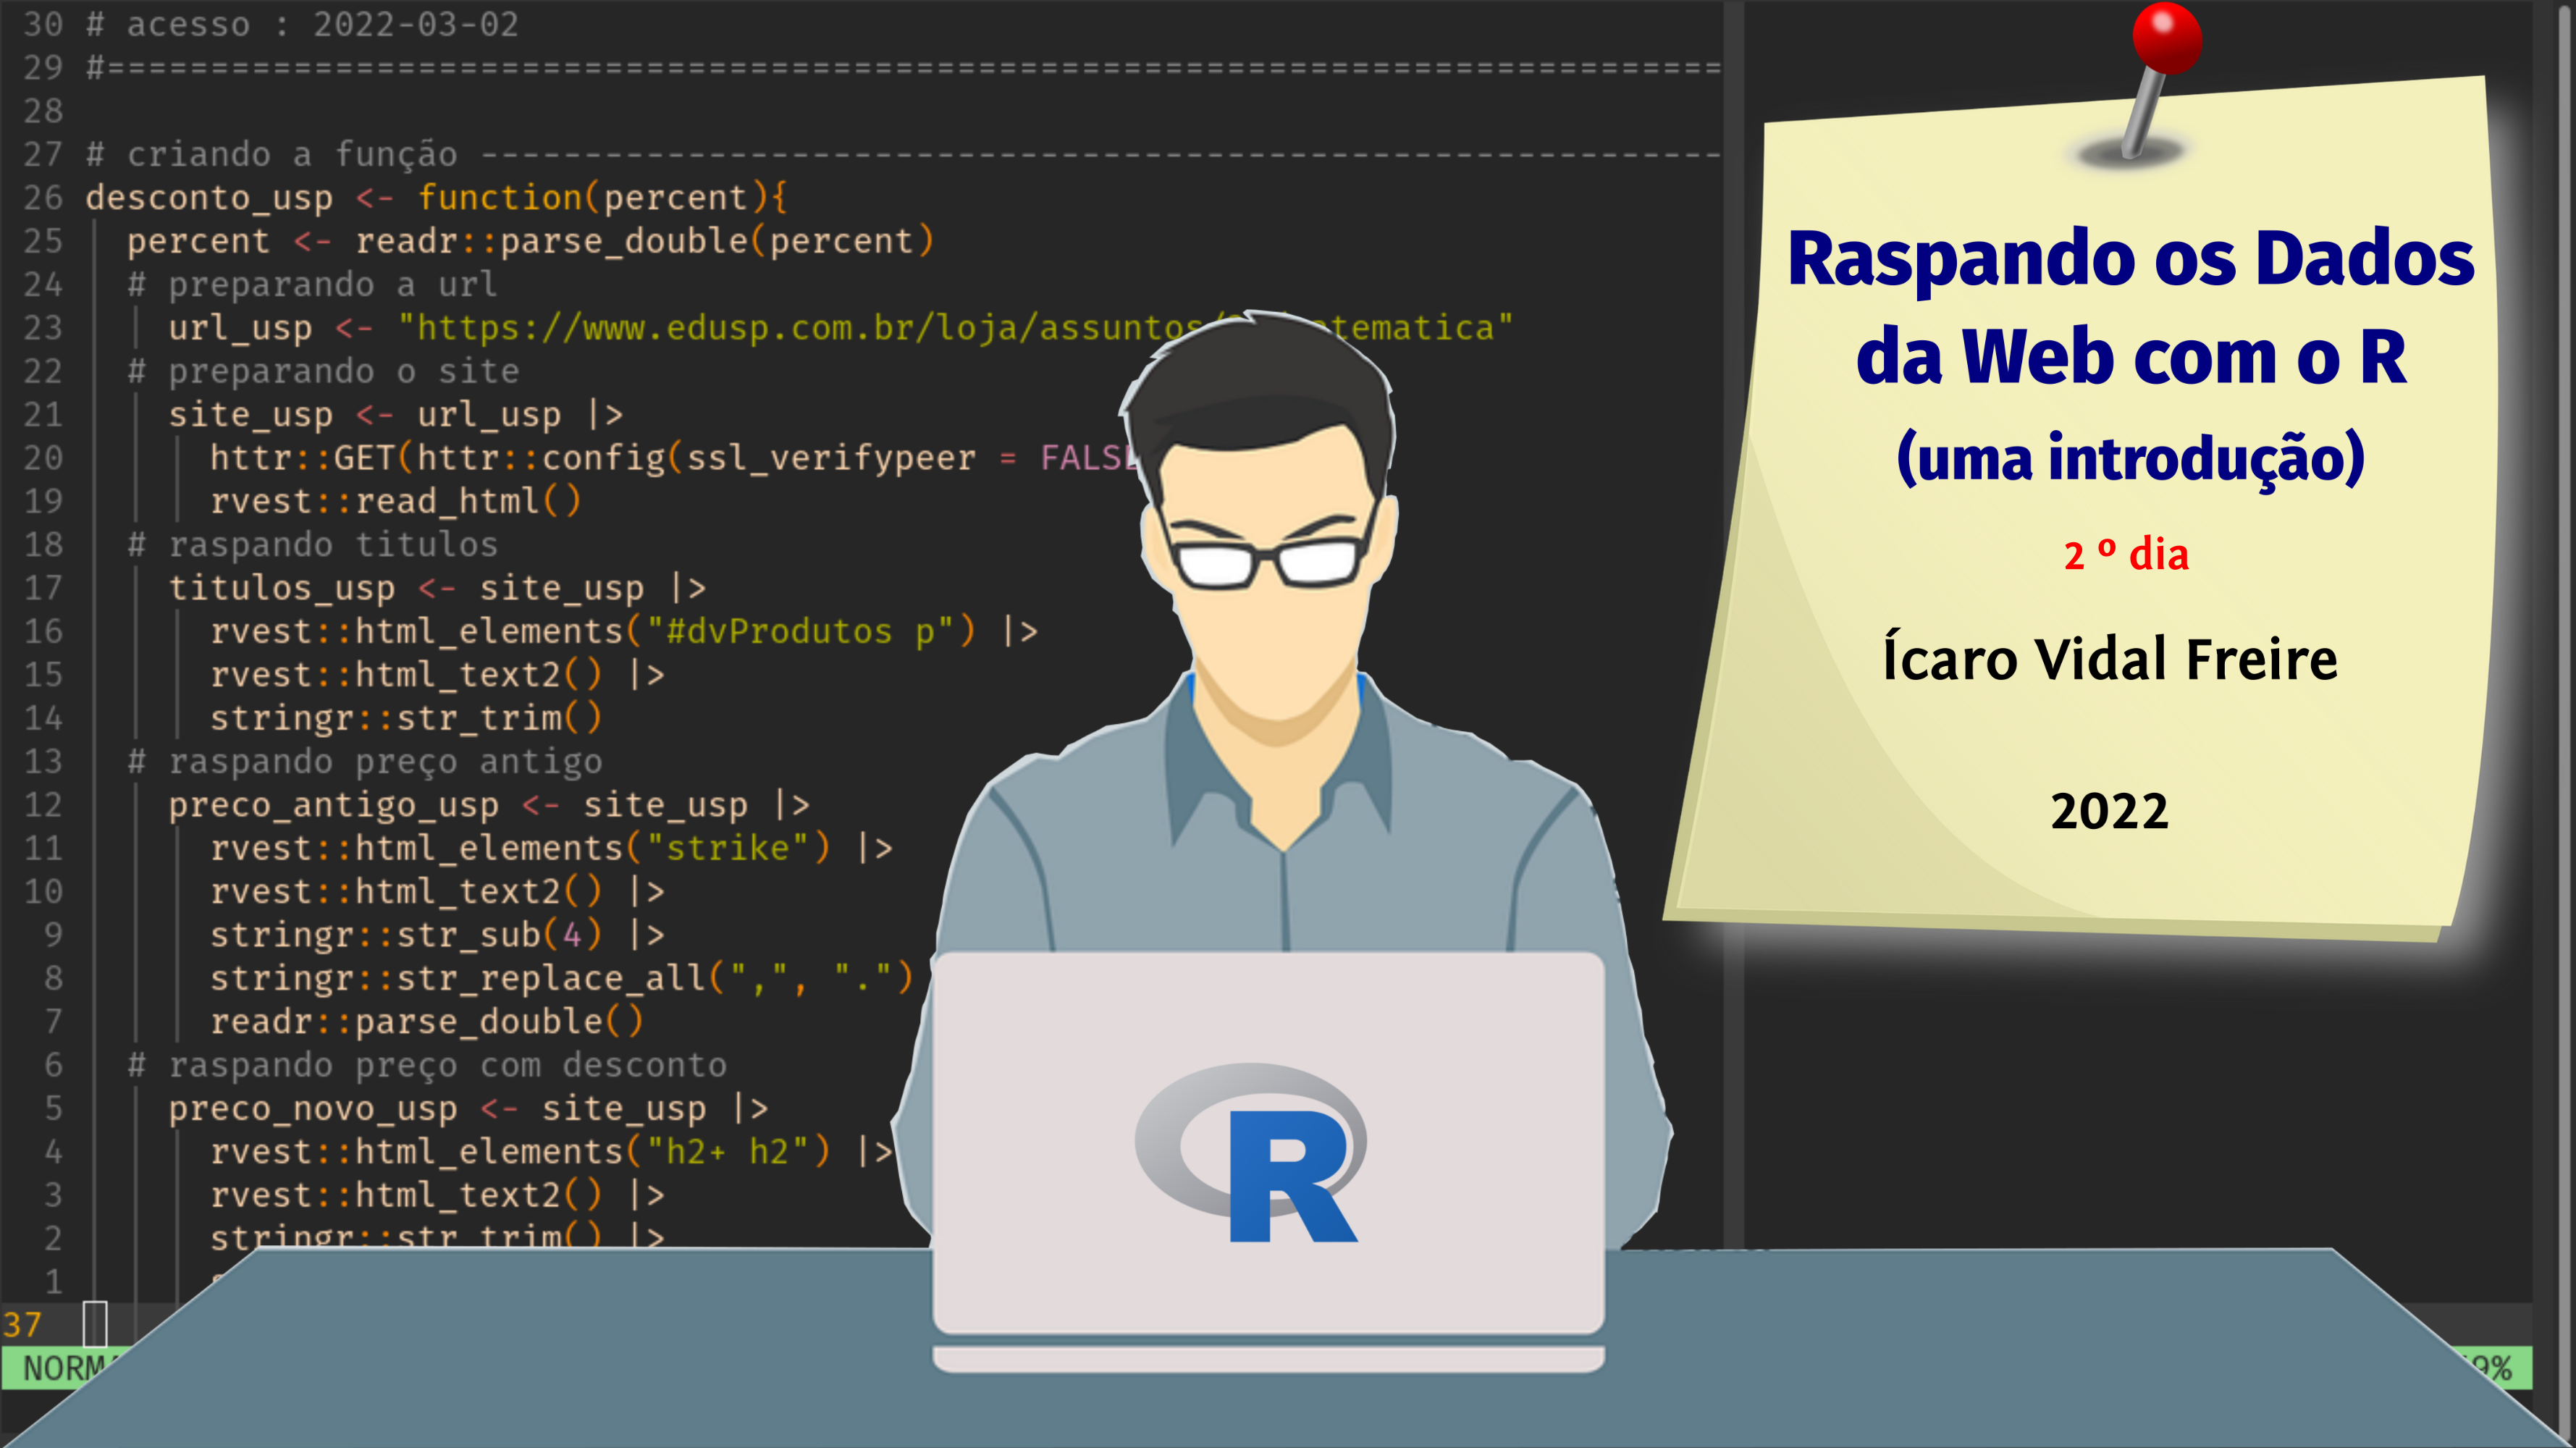 30 # acesso : 2022-03-02
29 #==============================================================================
28
27 # criando a função ------------------------------------------------------------
26 desconto_usp <- function(percent){
25   percent <- readr::parse_double(percent)
24   # preparando a url
23     url_usp <- "https://www.edusp.com.br/loja/assuntos/ tematica"
22   # preparando o site
21     site_usp <- url_usp |>
20       httr::GET(httr::config(ssl_verifypeer = FALSE
19       rvest::read_html()
18   # raspando titulos
17     titulos_usp <- site_usp |>
16       rvest::html_elements("#dvProdutos p") |>
15       rvest::html_text2() |>
14       stringr::str_trim()
13   # raspando preço antigo
12     preco_antigo_usp <- site_usp |>
11       rvest::html_elements("strike") |>
10       rvest::html_text2() |>
9       stringr::str_sub(4) |>
8       stringr::str_replace_all(",", ".")
7       readr::parse_double()
6   # raspando preço com desconto
5     preco_novo_usp <- site_usp |>
4       rvest::html_elements("h2+ h2") |>
3       rvest::html_text2() |>
2       stringr::str_trim() |>
1
37
NORMA
9%
Raspando os Dados
da Web com o R
(uma introdução)
2 º dia
Ícaro Vidal Freire
2022
R